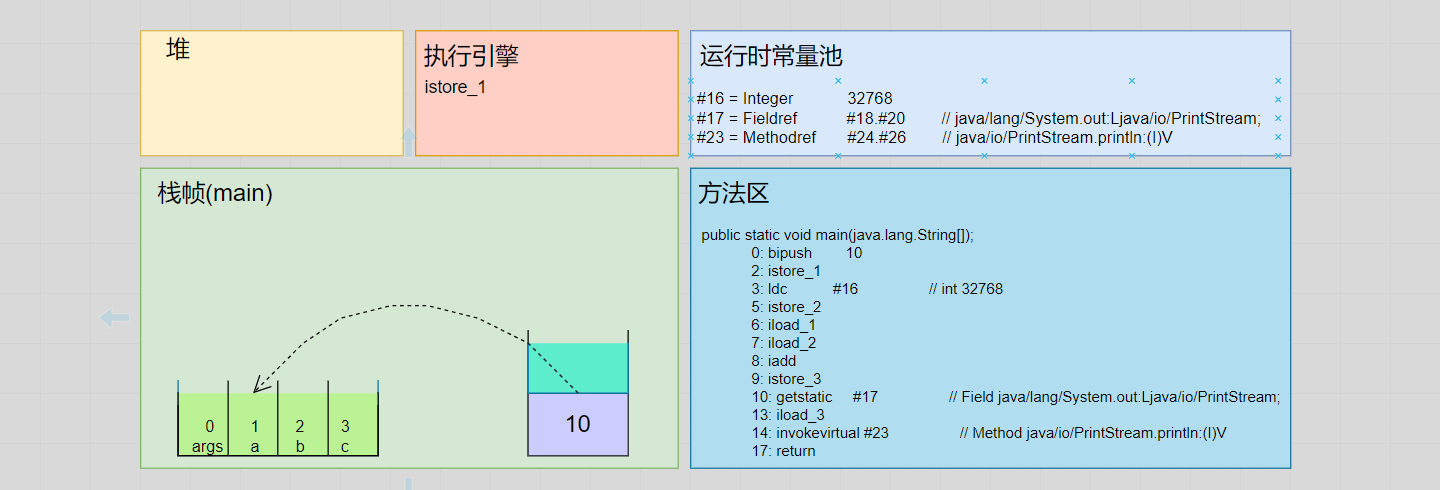 堆
执行引擎
istore_1
运行时常量池
#16 = Integer 32768
#17 = Fieldref #18.#20 // java/lang/System.out:Ljava/io/PrintStream;
#23 = Methodref #24.#26 // java/io/PrintStream.println:(I)V
栈帧(main)
0 1 2 3
args a b c
10
方法区
public static void main(java.lang.String[]);
0: bipush 10
2: istore_1
3: ldc #16 // int 32768
5: istore_2
6: iload_1
7: iload_2
8: iadd
9: istore_3
10: getstatic #17 // Field java/lang/System.out:Ljava/io/PrintStream;
13: iload_3
14: invokevirtual #23 // Method java/io/PrintStream.println:(I)V
17: return